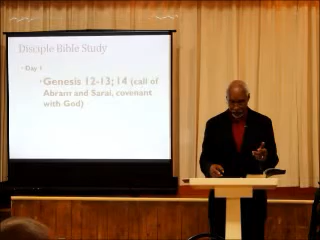 Disciple Bible Study
• Day 1
• Genesis 12-13; 14 (call of
Abram and Sarai, covenant
with God)